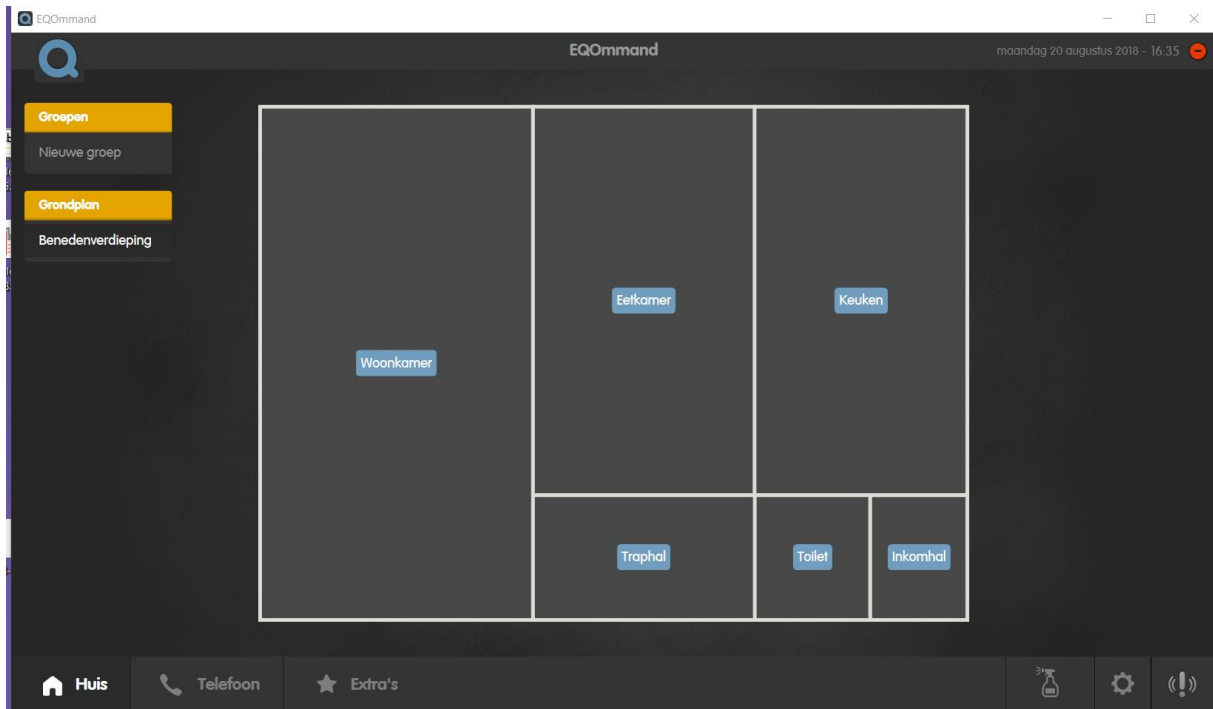 EQOmmand
EQOmmand
maandag 20 augustus 2018 - 16:35
Groepen
Nieuwe groep
Grondplan
Benedenverdieping
Eetkamer
Keuken
Woonkamer
Traphal
Toilet
Inkomhal
Huis
Telefoon
Extra's